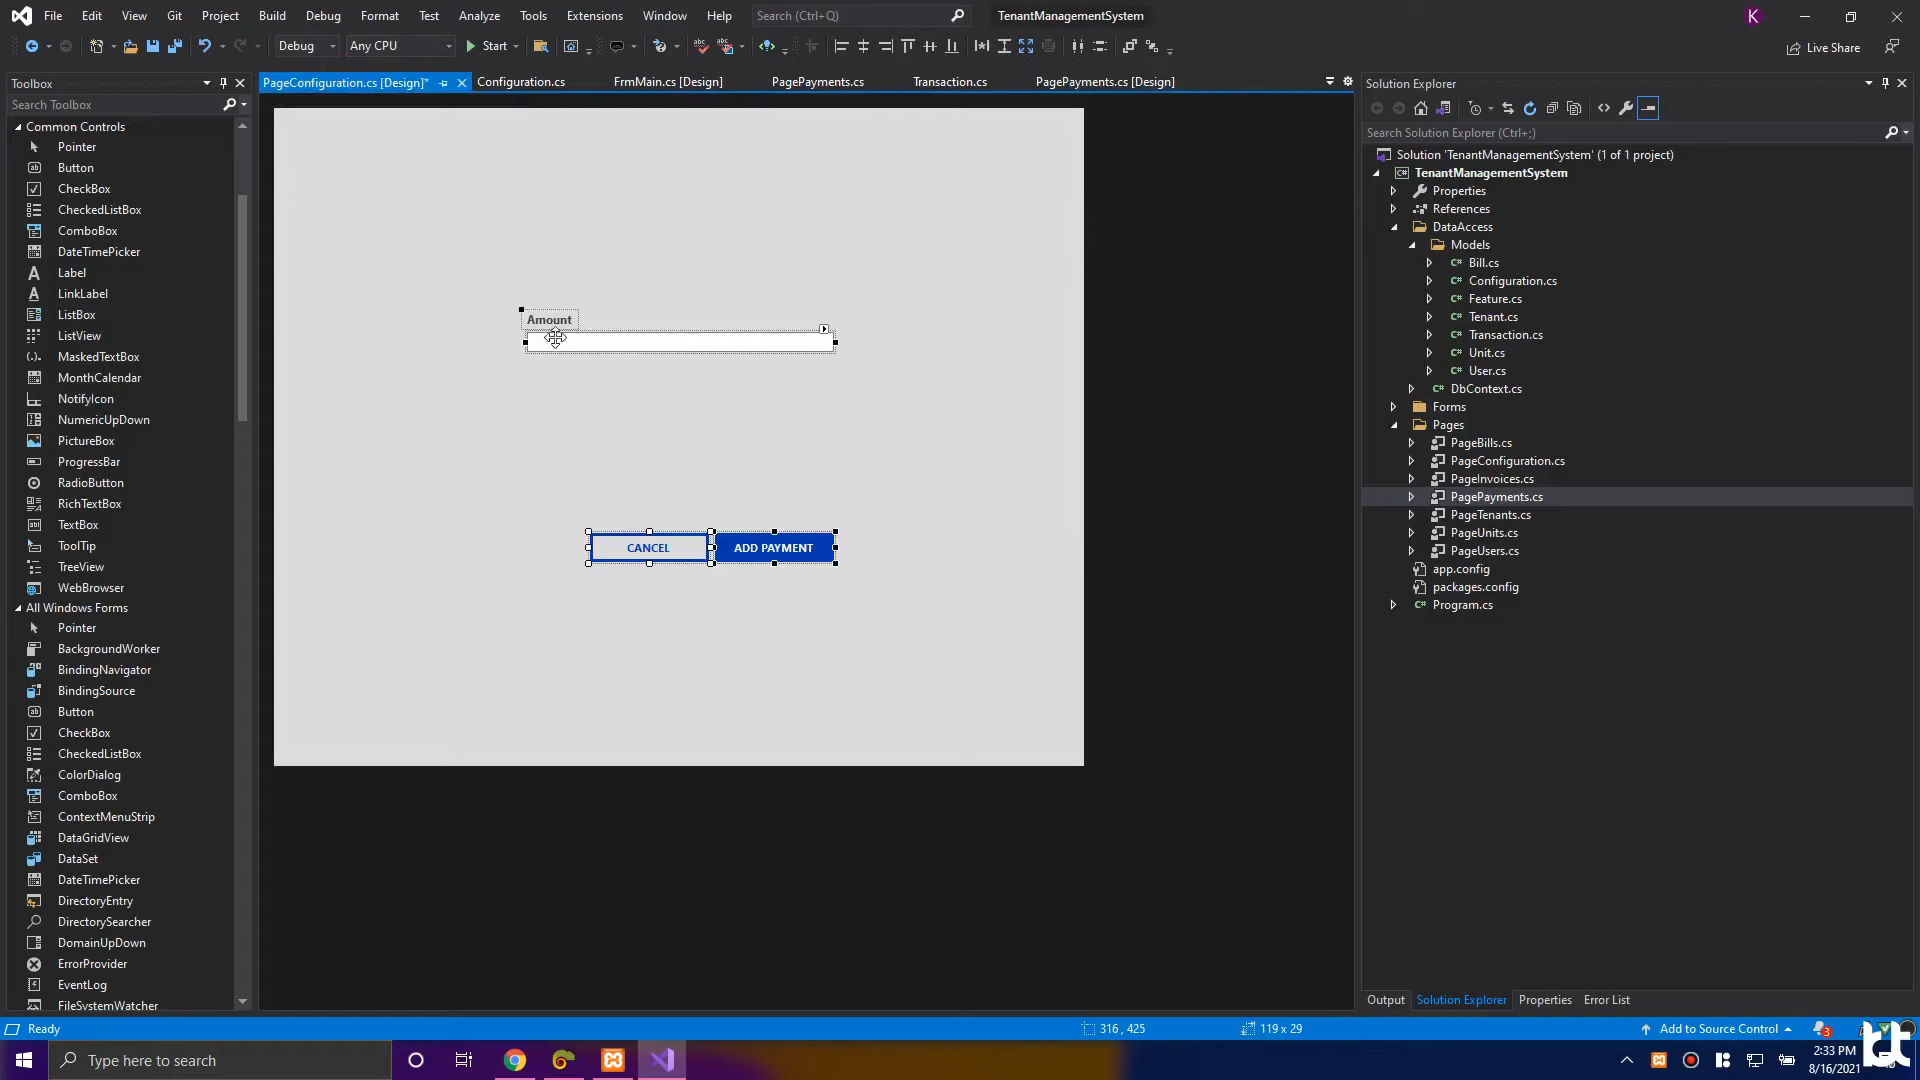 File Edit View Git Project Build Debug Format Test Analyze Tools Extensions Window Help Search (Ctrl+Q) TenantManagementSystem K
Debug Any CPU Start Live Share
Toolbox
Search Toolbox
Common Controls
Pointer
Button
CheckBox
CheckedListBox
ComboBox
DateTimePicker
Label
LinkLabel
ListBox
ListView
MaskedTextBox
MonthCalendar
NotifyIcon
NumericUpDown
PictureBox
ProgressBar
RadioButton
RichTextBox
TextBox
ToolTip
TreeView
WebBrowser
All Windows Forms
Pointer
BackgroundWorker
BindingNavigator
BindingSource
Button
CheckBox
CheckedListBox
ColorDialog
ComboBox
ContextMenuStrip
DataGridView
DataSet
DateTimePicker
DirectoryEntry
DirectorySearcher
DomainUpDown
ErrorProvider
EventLog
FileSystemWatcher
PageConfiguration.cs [Design]* Configuration.cs FrmMain.cs [Design] PagePayments.cs Transaction.cs PagePayments.cs [Design]
Amount
CANCEL ADD PAYMENT
Solution Explorer
Search Solution Explorer (Ctrl+;)
Solution 'TenantManagementSystem' (1 of 1 project)
TenantManagementSystem
Properties
References
DataAccess
Models
Bill.cs
Configuration.cs
Feature.cs
Tenant.cs
Transaction.cs
Unit.cs
User.cs
DbContext.cs
Forms
Pages
PageBills.cs
PageConfiguration.cs
PageInvoices.cs
PagePayments.cs
PageTenants.cs
PageUnits.cs
PageUsers.cs
app.config
packages.config
Program.cs
Output Solution Explorer Properties Error List
Ready 316 , 425 119 x 29 Add to Source Control 3
Type here to search
2:33 PM
8/16/2021